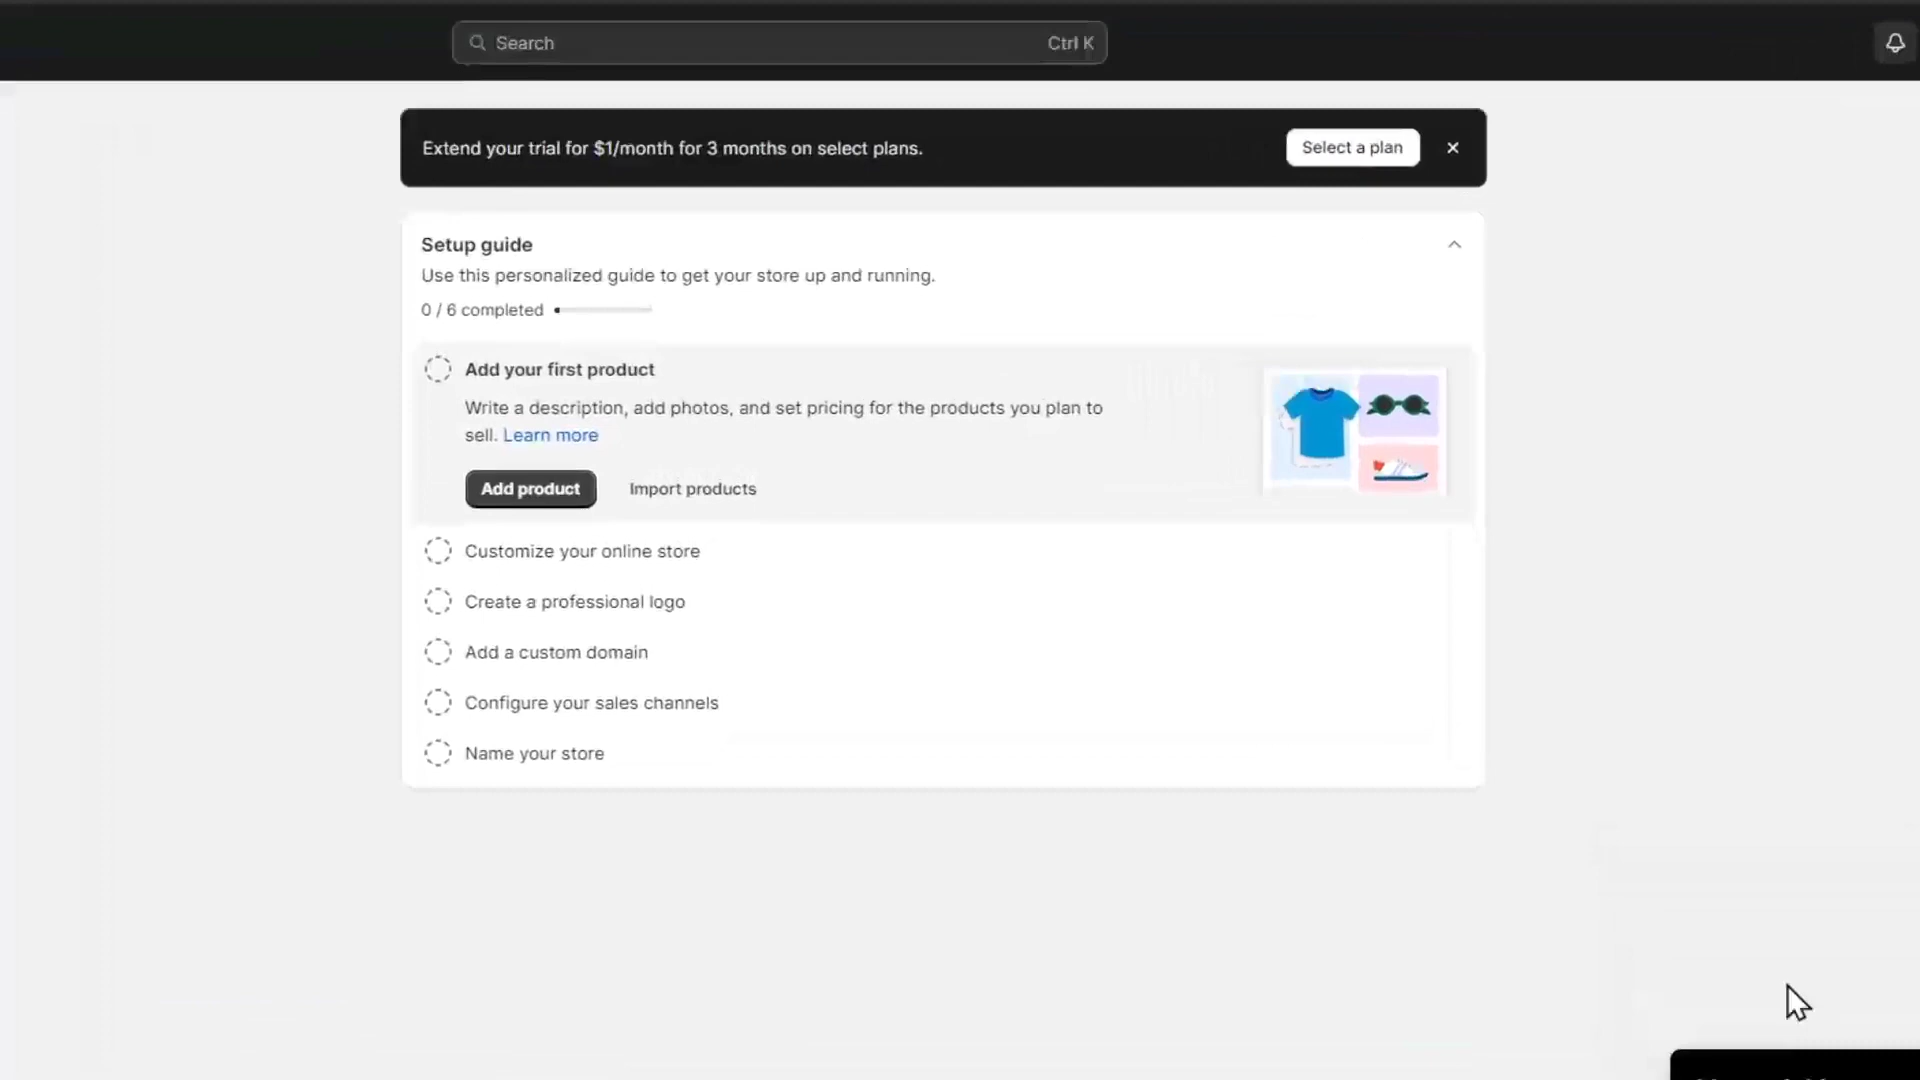 Search Ctrl K
Extend your trial for $1/month for 3 months on select plans. Select a plan
Setup guide
Use this personalized guide to get your store up and running.
0 / 6 completed
Add your first product
Write a description, add photos, and set pricing for the products you plan to
sell. Learn more
Add product Import products
Customize your online store
Create a professional logo
Add a custom domain
Configure your sales channels
Name your store